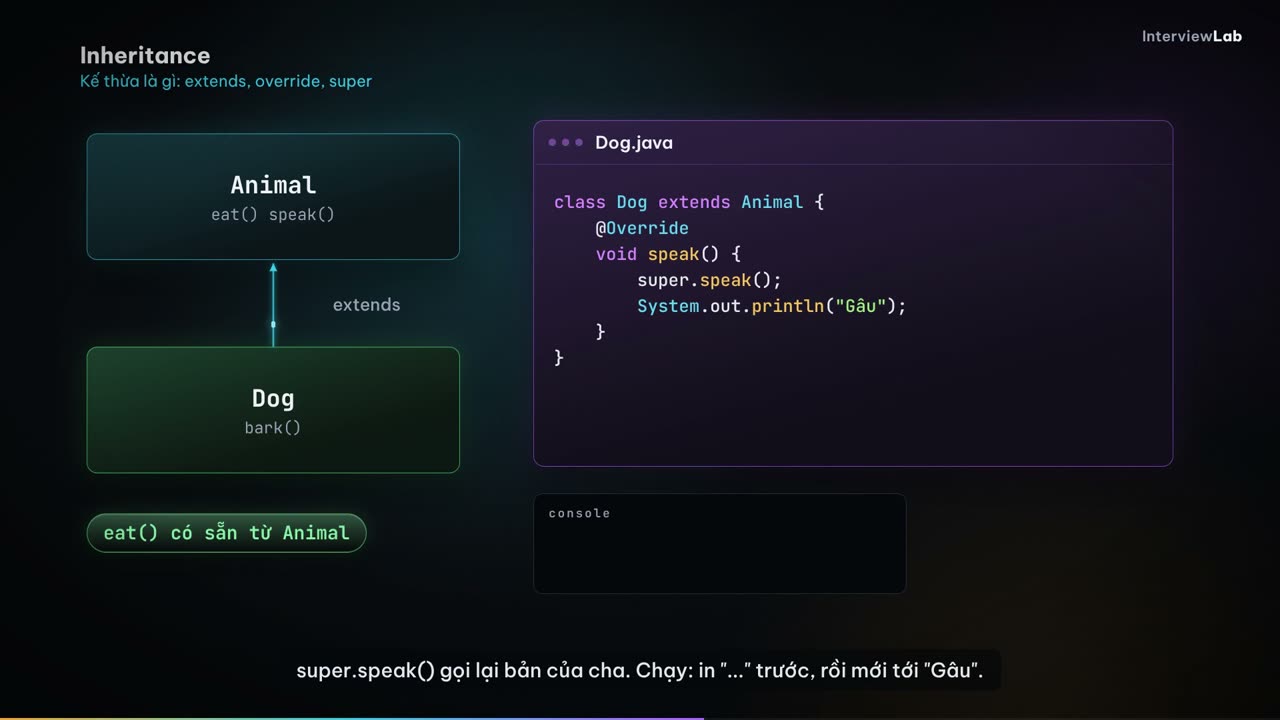 Inheritance
InterviewLab
Kế thừa là gì: extends, override, super
Animal
eat() speak()
extends
Dog
bark()
eat() có sẵn từ Animal
Dog.java
class Dog extends Animal {
    @Override
    void speak() {
        super.speak();
        System.out.println("Gâu");
    }
}
console
super.speak() gọi lại bản của cha. Chạy: in "..." trước, rồi mới tới "Gâu".